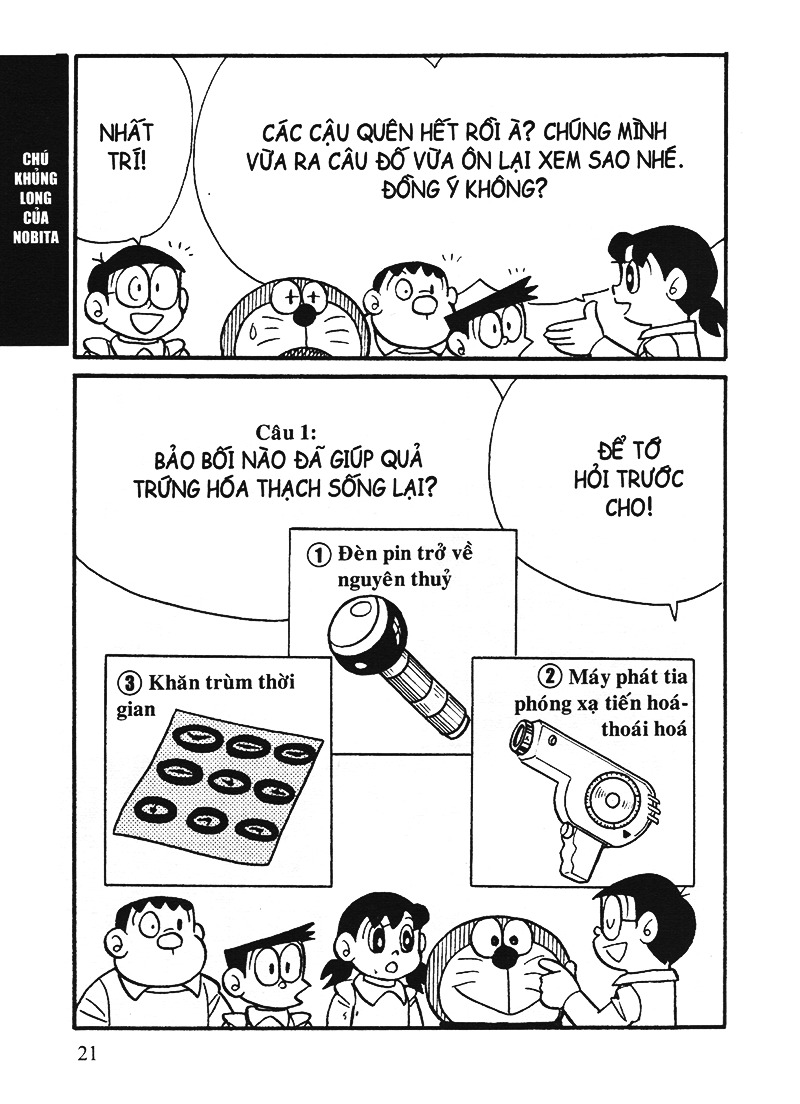 CHÚ
KHỦNG
LONG
CỦA
NOBITA
NHẤT
TRÍ!
CÁC CẬU QUÊN HẾT RỒI À? CHÚNG MÌNH
VỪA RA CÂU ĐỐ VỪA ÔN LẠI XEM SAO NHÉ.
ĐỒNG Ý KHÔNG?
Câu 1:
BẢO BỐI NÀO ĐÃ GIÚP QUẢ
TRỨNG HÓA THẠCH SỐNG LẠI?
ĐỂ TỚ
HỎI TRƯỚC
CHO!
① Đèn pin trở về
nguyên thuỷ
③ Khăn trùm thời
gian
② Máy phát tia
phóng xạ tiến hoá-
thoái hoá
21